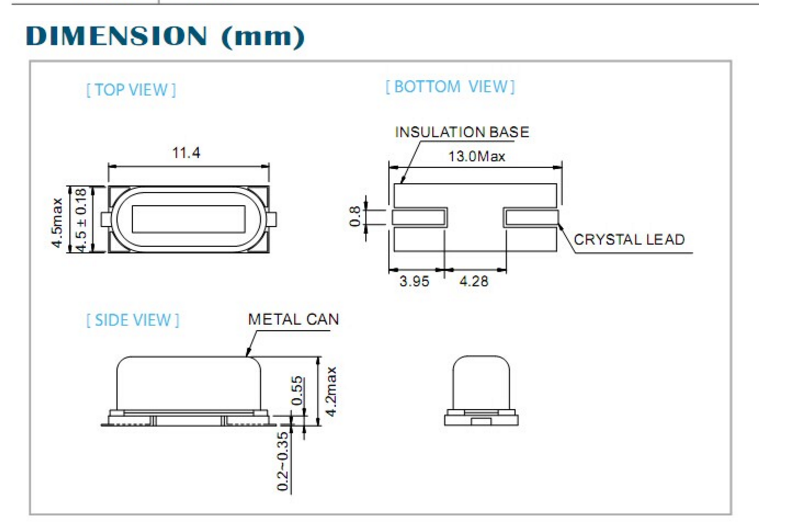 DIMENSION (mm)
[ TOP VIEW ]
[ BOTTOM VIEW ]
INSULATION BASE
11.4
13.0Max
4.5max
4.5 ± 0.18
0.8
CRYSTAL LEAD
3.95
4.28
[ SIDE VIEW ]
METAL CAN
0.55
4.2max
0.2~0.35